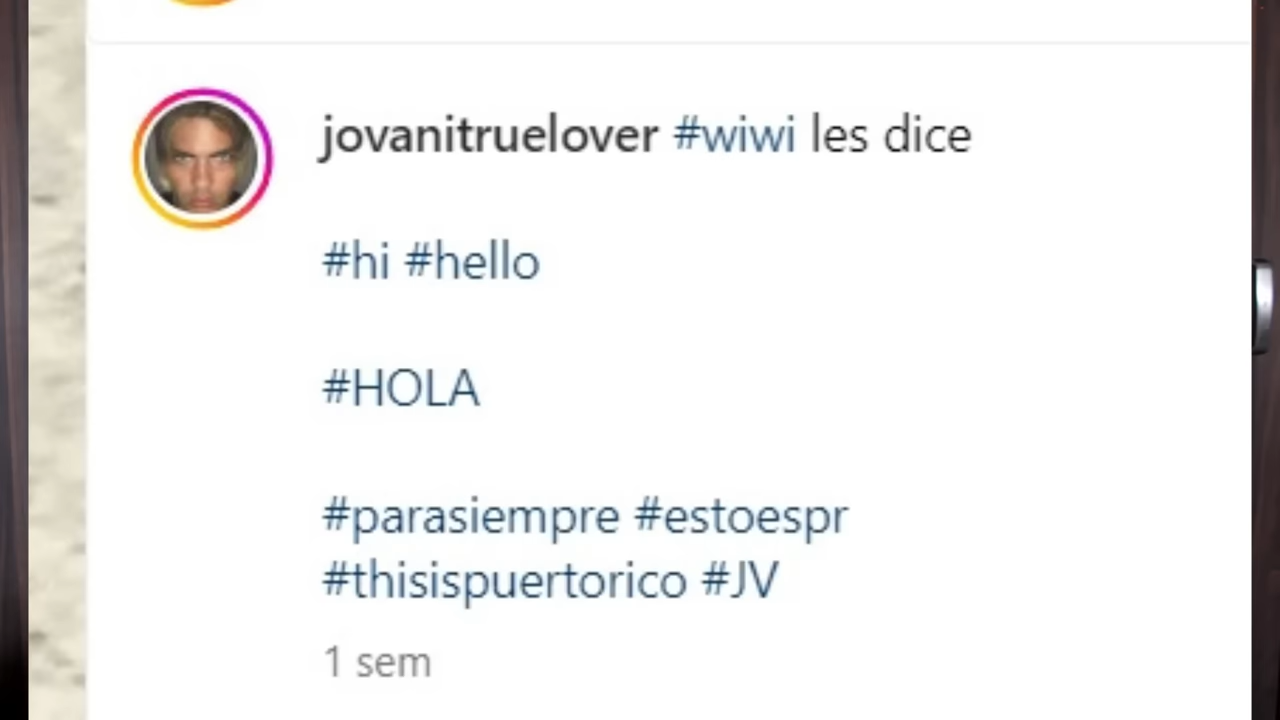 jovanitruelover #wiwi les dice
#hi #hello
#HOLA
#parasiempre #estoespr
#thisispuertorico #JV
1 sem